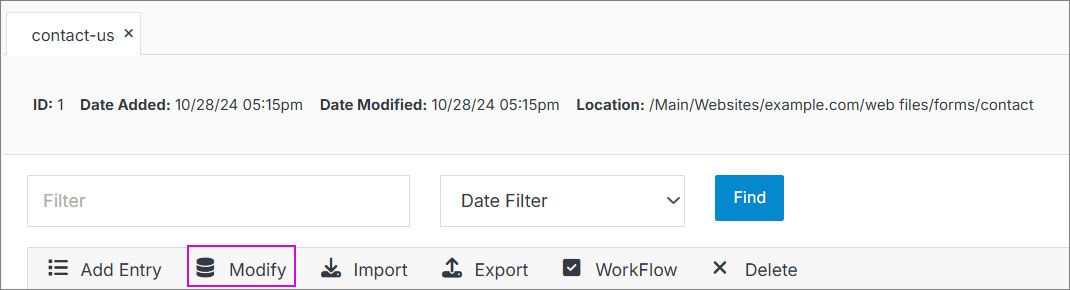 contact-us ×
ID: 1 Date Added: 10/28/24 05:15pm Date Modified: 10/28/24 05:15pm Location: /Main/Websites/example.com/web files/forms/contact
Filter Date Filter Find
Add Entry Modify Import Export WorkFlow Delete